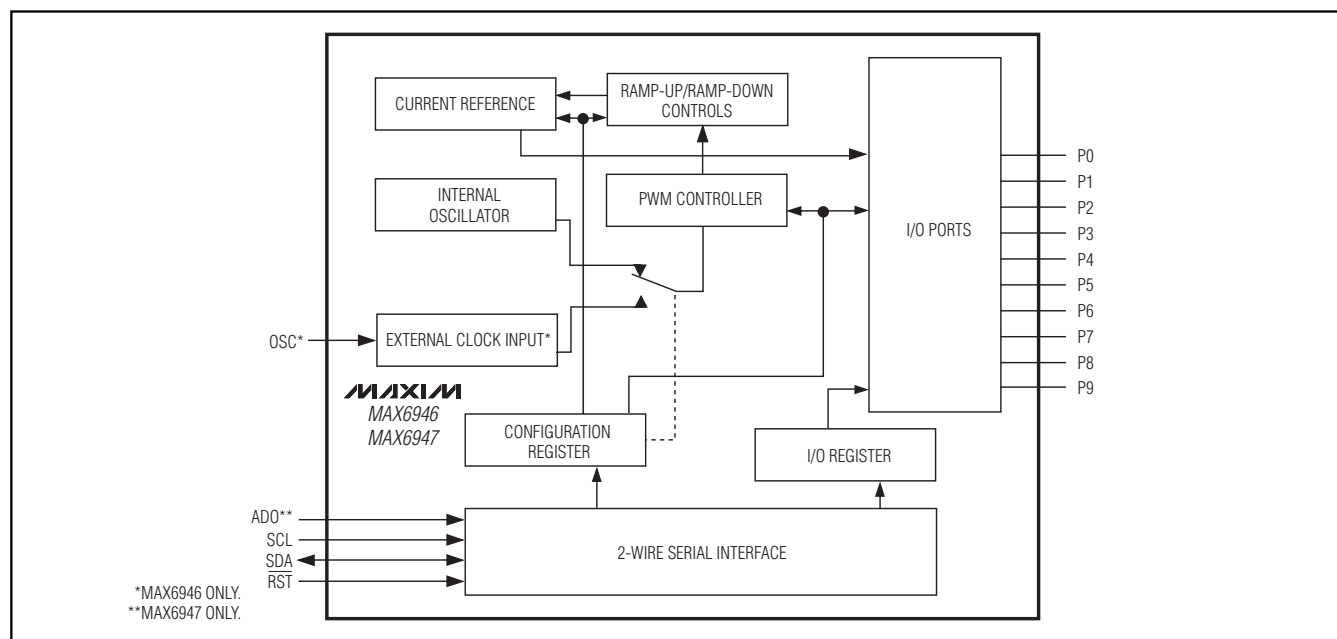 CURRENT REFERENCE
RAMP-UP/RAMP-DOWN
CONTROLS
INTERNAL
OSCILLATOR
PWM CONTROLLER
I/O PORTS
P0
P1
P2
P3
P4
P5
P6
P7
P8
P9
OSC*
EXTERNAL CLOCK INPUT*
MAXIM
MAX6946
MAX6947
CONFIGURATION
REGISTER
I/O REGISTER
AD0**
SCL
SDA
RST
2-WIRE SERIAL INTERFACE
*MAX6946 ONLY.
**MAX6947 ONLY.